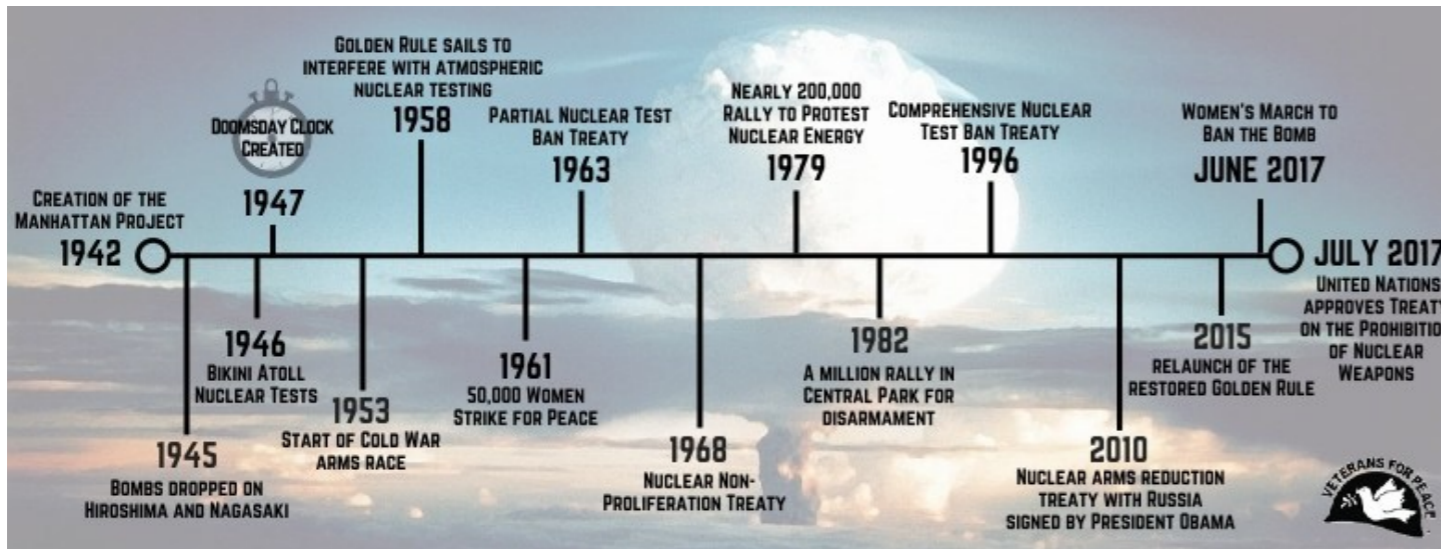 Creation of the
Manhattan Project
1942
1945
Bombs dropped on
Hiroshima and Nagasaki
1946
Bikini Atoll
Nuclear Tests
Doomsday Clock
Created
1947
1953
Start of Cold War
arms race
Golden Rule sails to
interfere with atmospheric
nuclear testing
1958
1961
50,000 Women
Strike for Peace
Partial Nuclear Test
Ban Treaty
1963
1968
Nuclear Non-
Proliferation Treaty
Nearly 200,000
Rally to Protest
Nuclear Energy
1979
1982
A million rally in
Central Park for
disarmament
Comprehensive Nuclear
Test Ban Treaty
1996
2010
Nuclear arms reduction
treaty with Russia
signed by President Obama
2015
relaunch of the
restored Golden Rule
Women's March to
Ban the Bomb
June 2017
July 2017
United Nations
approves Treaty
on the Prohibitio
of Nuclear
Weapons
Veterans For Peace